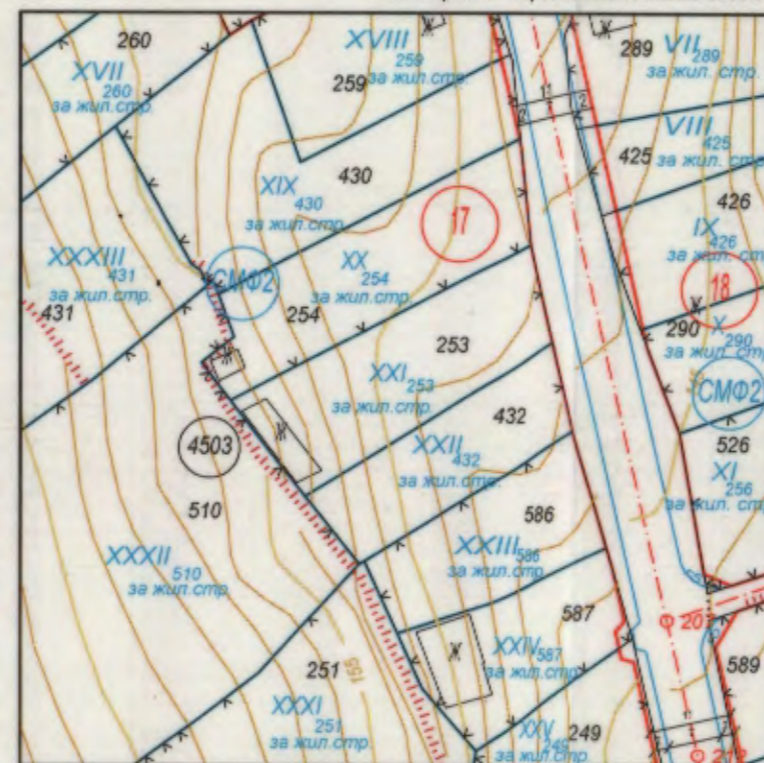 260
XVII
260
за жил. стр.
XVIII
259
за жил.стр.
259
289
VII
289
за жил. стр.
VIII
425
за жил. стр.
425
XIX
430
за жил.стр.
430
17
426
IX
426
за жил. стр.
XXXIII
431
за жил.стр.
431
СМФ2
XX
254
за жил.стр.
254
18
253
290
X
290
за жил. стр.
XXI
253
за жил.стр.
СМФ2
432
XXII
432
за жил.стр.
4503
510
526
XI
256
за жил. стр.
586
XXIII
586
за жил.стр.
XXXII
510
за жил.стр.
587
XXIV
587
за жил.стр.
589
251
XXXI
251
за жил.стр.
155
XXV
249
за жил.стр.
249